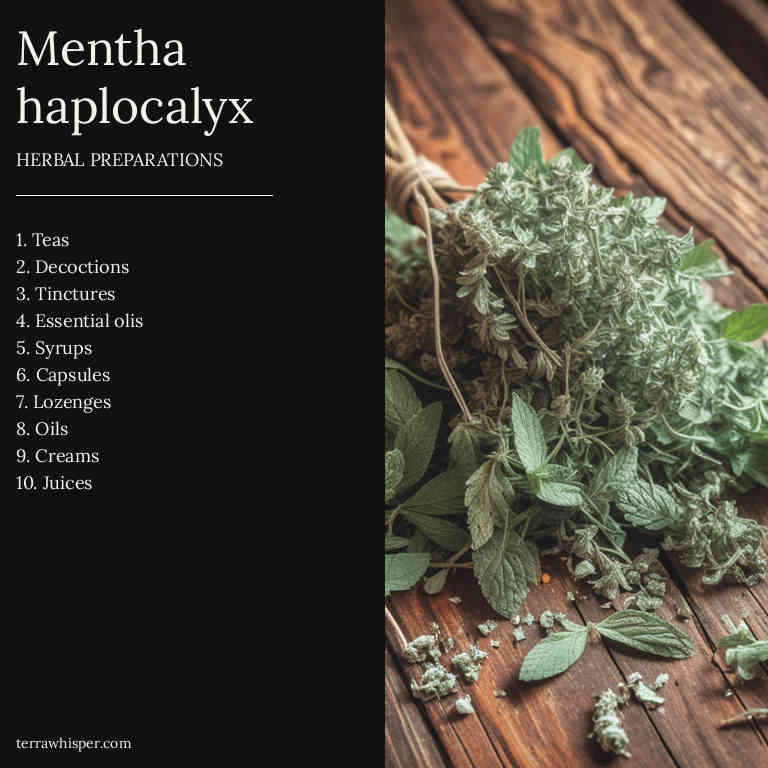 Mentha
haplocalyx
HERBAL PREPARATIONS
1. Teas
2. Decoctions
3. Tinctures
4. Essential olis
5. Syrups
6. Capsules
7. Lozenges
8. Oils
9. Creams
10. Juices
terrawhisper.com